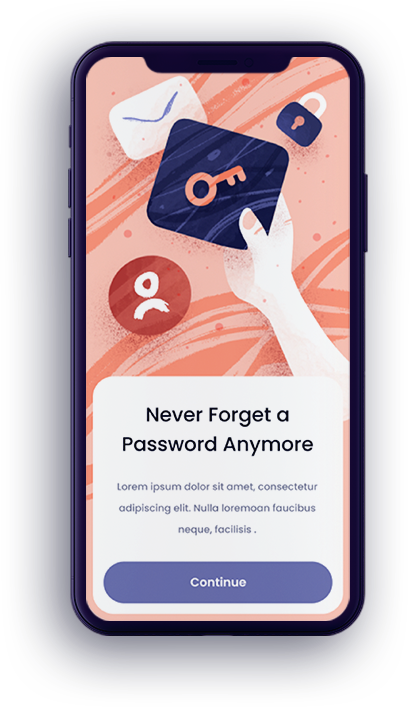 Never Forget a
Password Anymore
Lorem ipsum dolor sit amet, consectetur
adipiscing elit. Nulla loremoan faucibus
neque, facilisis .
Continue